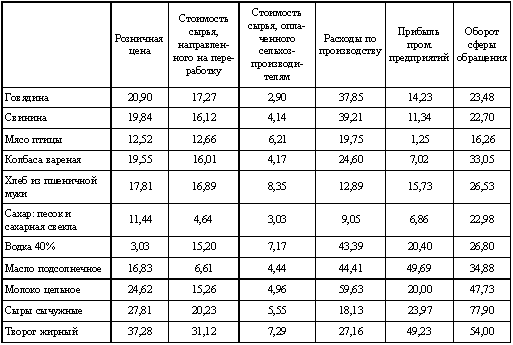 Розничная цена | Стоимость сырья, направлен-ного на пере-работку | Стоимость сырья, опла-ченного сельхоз-производи-телям | Расходы по производству | Прибыль пром. предприятий | Оборот сферы обращения
Говядина 20,90 17,27 2,90 37,85 14,23 23,48
Свинина 19,84 16,12 4,14 39,21 11,34 22,70
Мясо птицы 12,52 12,66 6,21 19,75 1,25 16,26
Колбаса вареная 19,55 16,01 4,17 24,60 7,02 33,05
Хлеб из пшеничной муки 17,81 16,89 8,35 12,89 15,73 26,53
Сахар: песок и сахарная свекла 11,44 4,64 3,03 9,05 6,86 22,98
Водка 40% 3,03 15,20 7,17 43,39 20,40 26,80
Масло подсолнечное 16,83 6,61 4,44 44,41 49,69 34,88
Молоко цельное 24,62 15,26 4,96 59,63 20,00 47,73
Сыры сычужные 27,81 20,23 5,55 18,13 23,97 77,90
Творог жирный 37,28 31,12 7,29 27,16 49,23 54,00